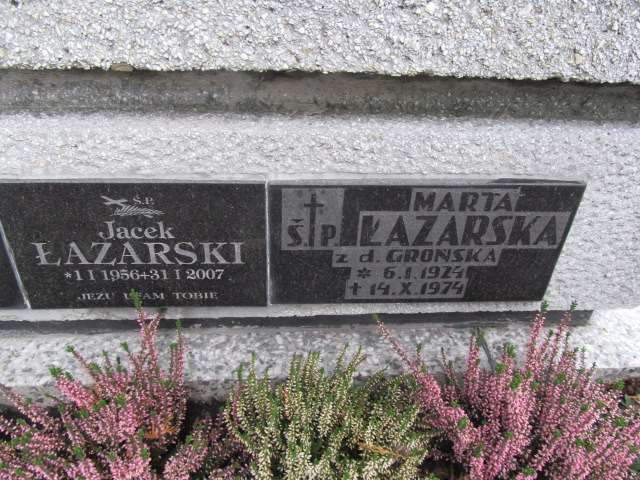 Ś.P.
Jacek
ŁAZARSKI
*1 I 1956+31 I 2007
JEZU UFAM TOBIE
Ś.P. MARTA
ŁAZARSKA
z d. GROŃSKA
* 6.I.1924
† 14.X.1974